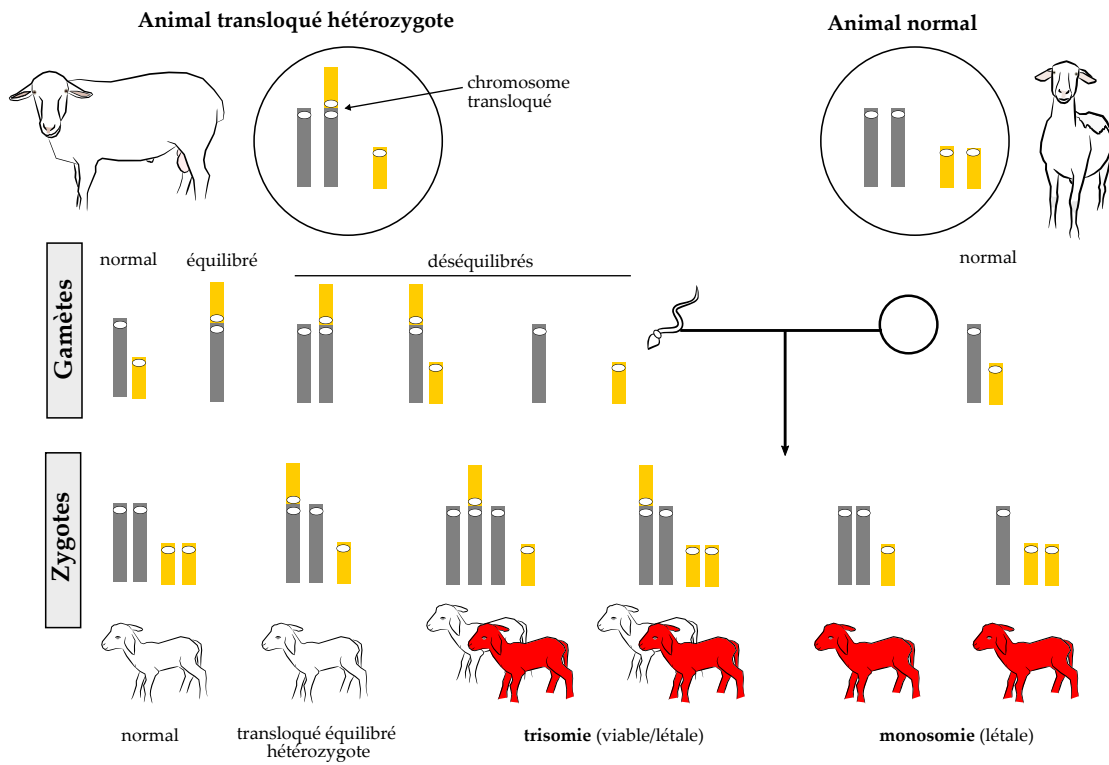 Animal transloqué hétérozygote
Animal normal
chromosome
transloqué
Gamètes
normal
équilibré
déséquilibrés
normal
Zygotes
normal
transloqué équilibré
hétérozygote
trisomie (viable/létale)
monosomie (létale)